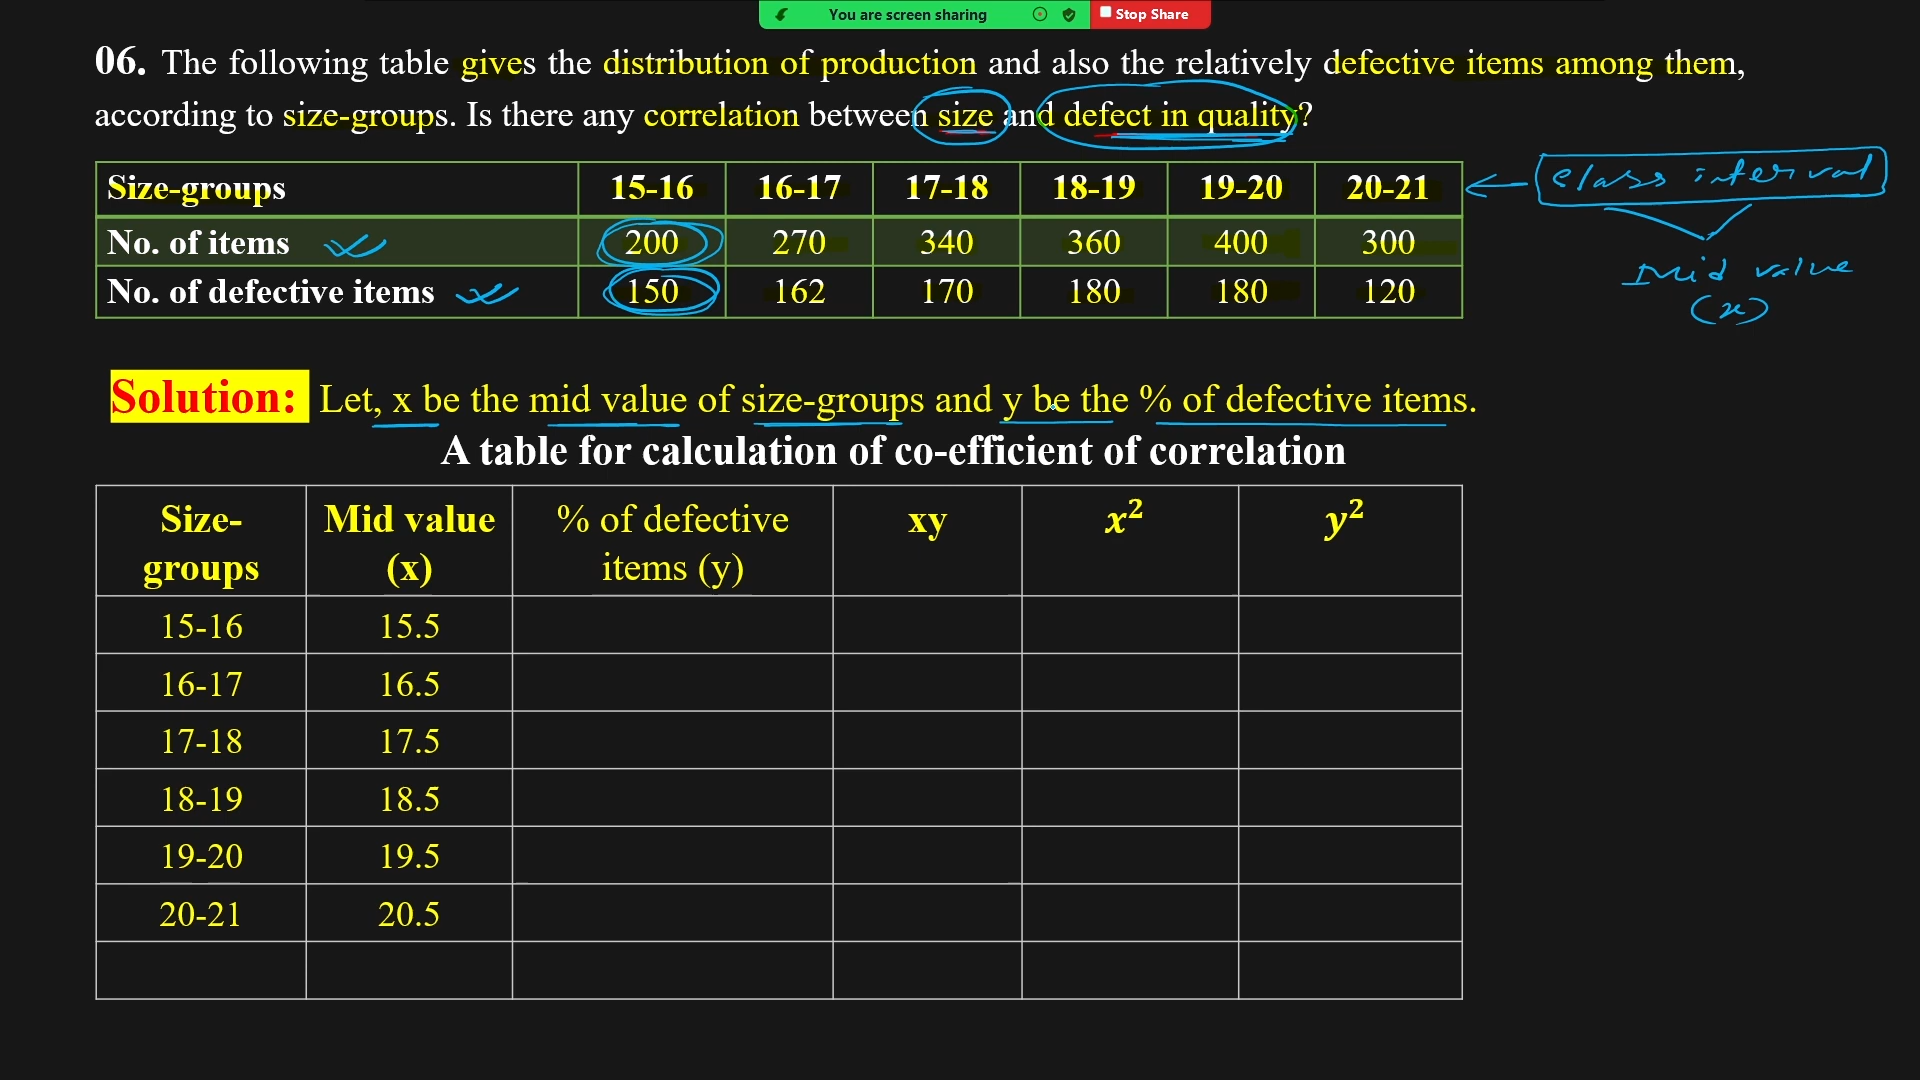 You are screen sharing Stop Share
06. The following table gives the distribution of production and also the relatively defective items among them,
according to size-groups. Is there any correlation between size and defect in quality?
Size-groups 15-16 16-17 17-18 18-19 19-20 20-21
class interval
No. of items 200 270 340 360 400 300
Mid value
No. of defective items 150 162 170 180 180 120
(x)
Solution: Let, x be the mid value of size-groups and y be the % of defective items.
A table for calculation of co-efficient of correlation
Size-groups Mid value (x) % of defective items (y) xy x² y²
15-16 15.5
16-17 16.5
17-18 17.5
18-19 18.5
19-20 19.5
20-21 20.5